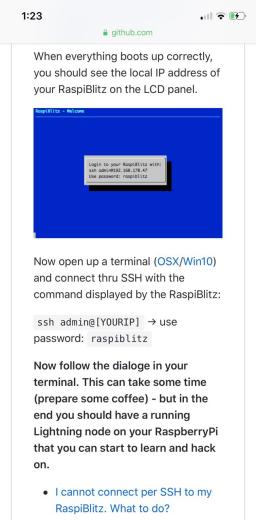 1:23
github.com
When everything boots up correctly,
you should see the local IP address of
your RaspiBlitz on the LCD panel.
RaspiBlitz - Welcome
Login to your RaspiBlitz with:
ssh admin@192.168.178.47
Use password: raspiblitz
Now open up a terminal (OSX/Win10)
and connect thru SSH with the
command displayed by the RaspiBlitz:
ssh admin@[YOURIP] → use
password: raspiblitz
Now follow the dialoge in your
terminal. This can take some time
(prepare some coffee) - but in the
end you should have a running
Lightning node on your RaspberryPi
that you can start to learn and hack
on.
• I cannot connect per SSH to my
RaspiBlitz. What to do?